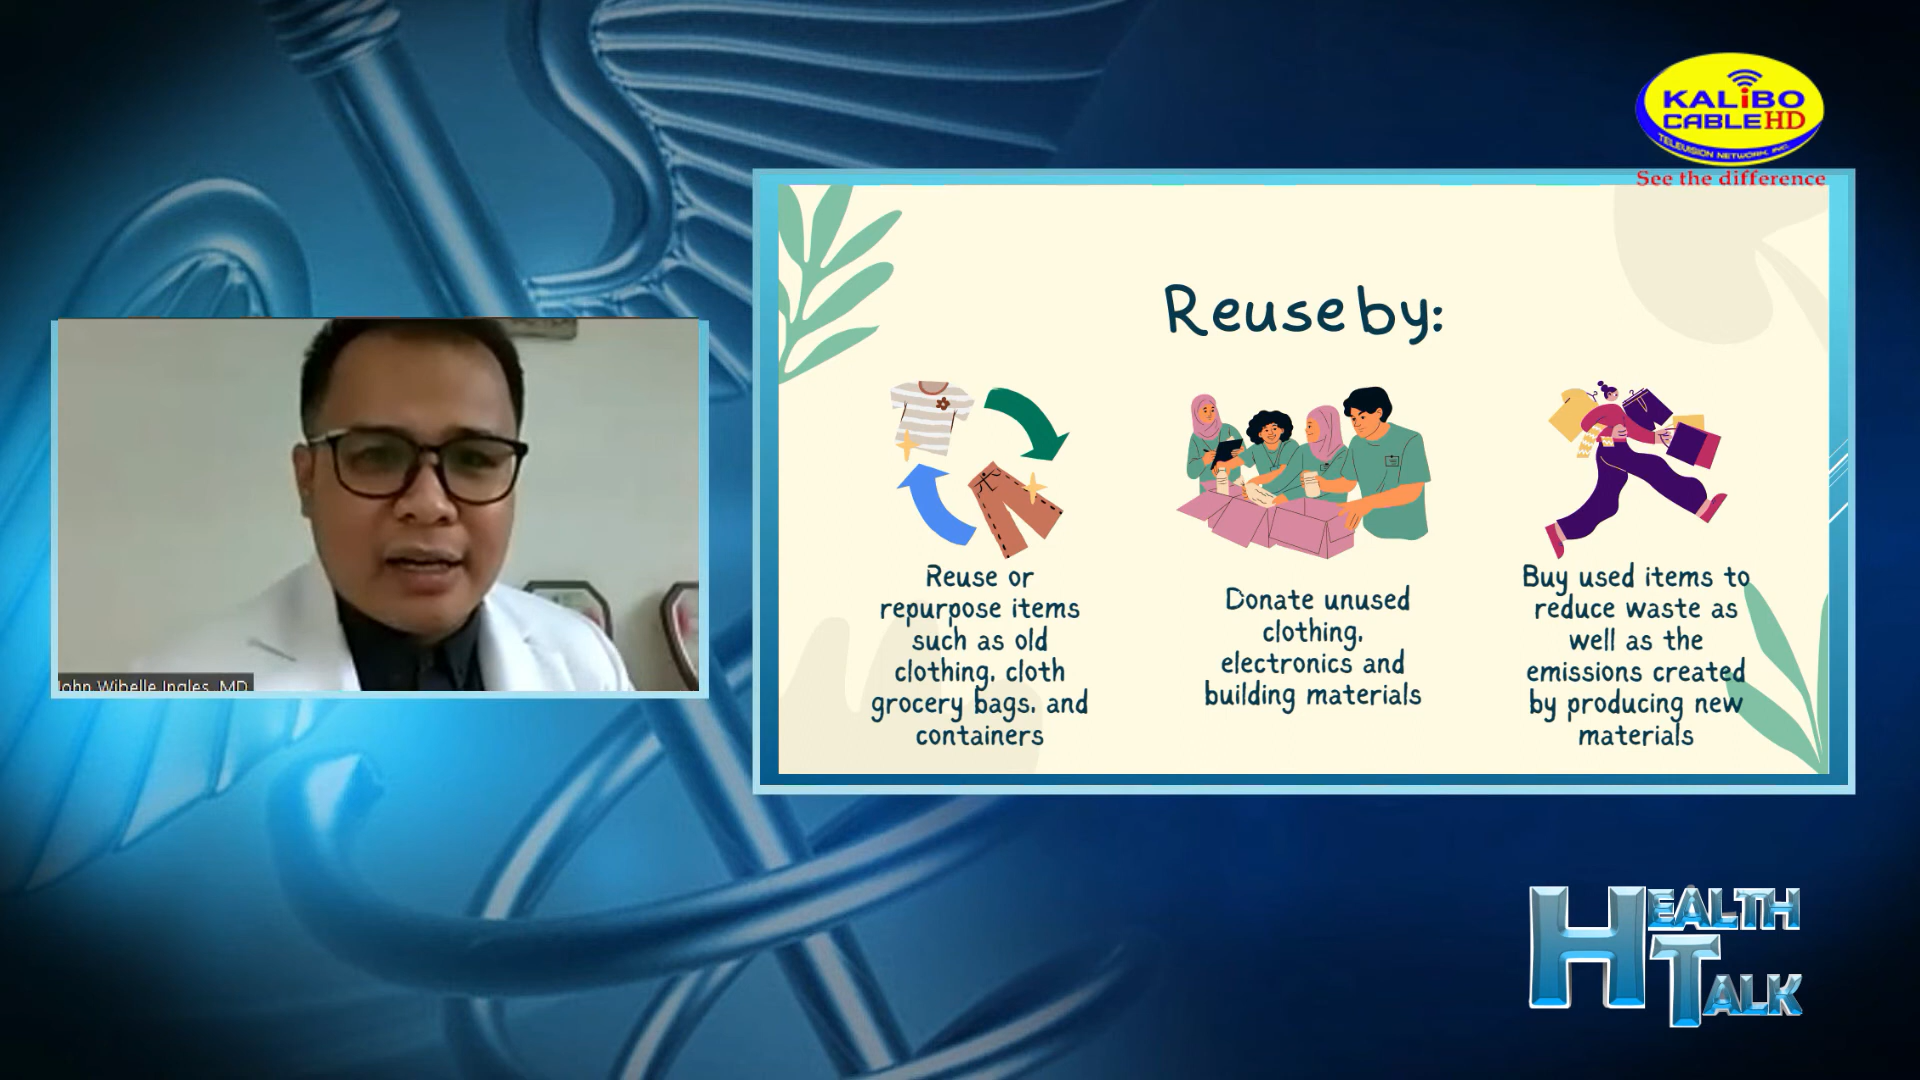 KALiBO
CABLE HD
TELEVISION NETWORK, INC.
See the difference
Reuse by:
Reuse or
repurpose items
such as old
clothing, cloth
grocery bags, and
containers
Donate unused
clothing,
electronics and
building materials
Buy used items to
reduce waste as
well as the
emissions created
by producing new
materials
John Wibelle Ingles, MD
HEALTH
TALK